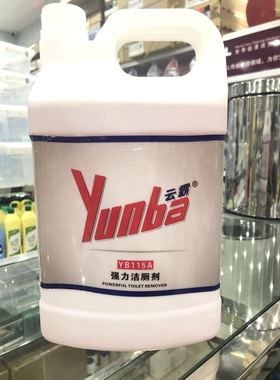 云霸®
Yunba
YB115A
强力洁厕剂
POWERFUL TOILET REMOVER